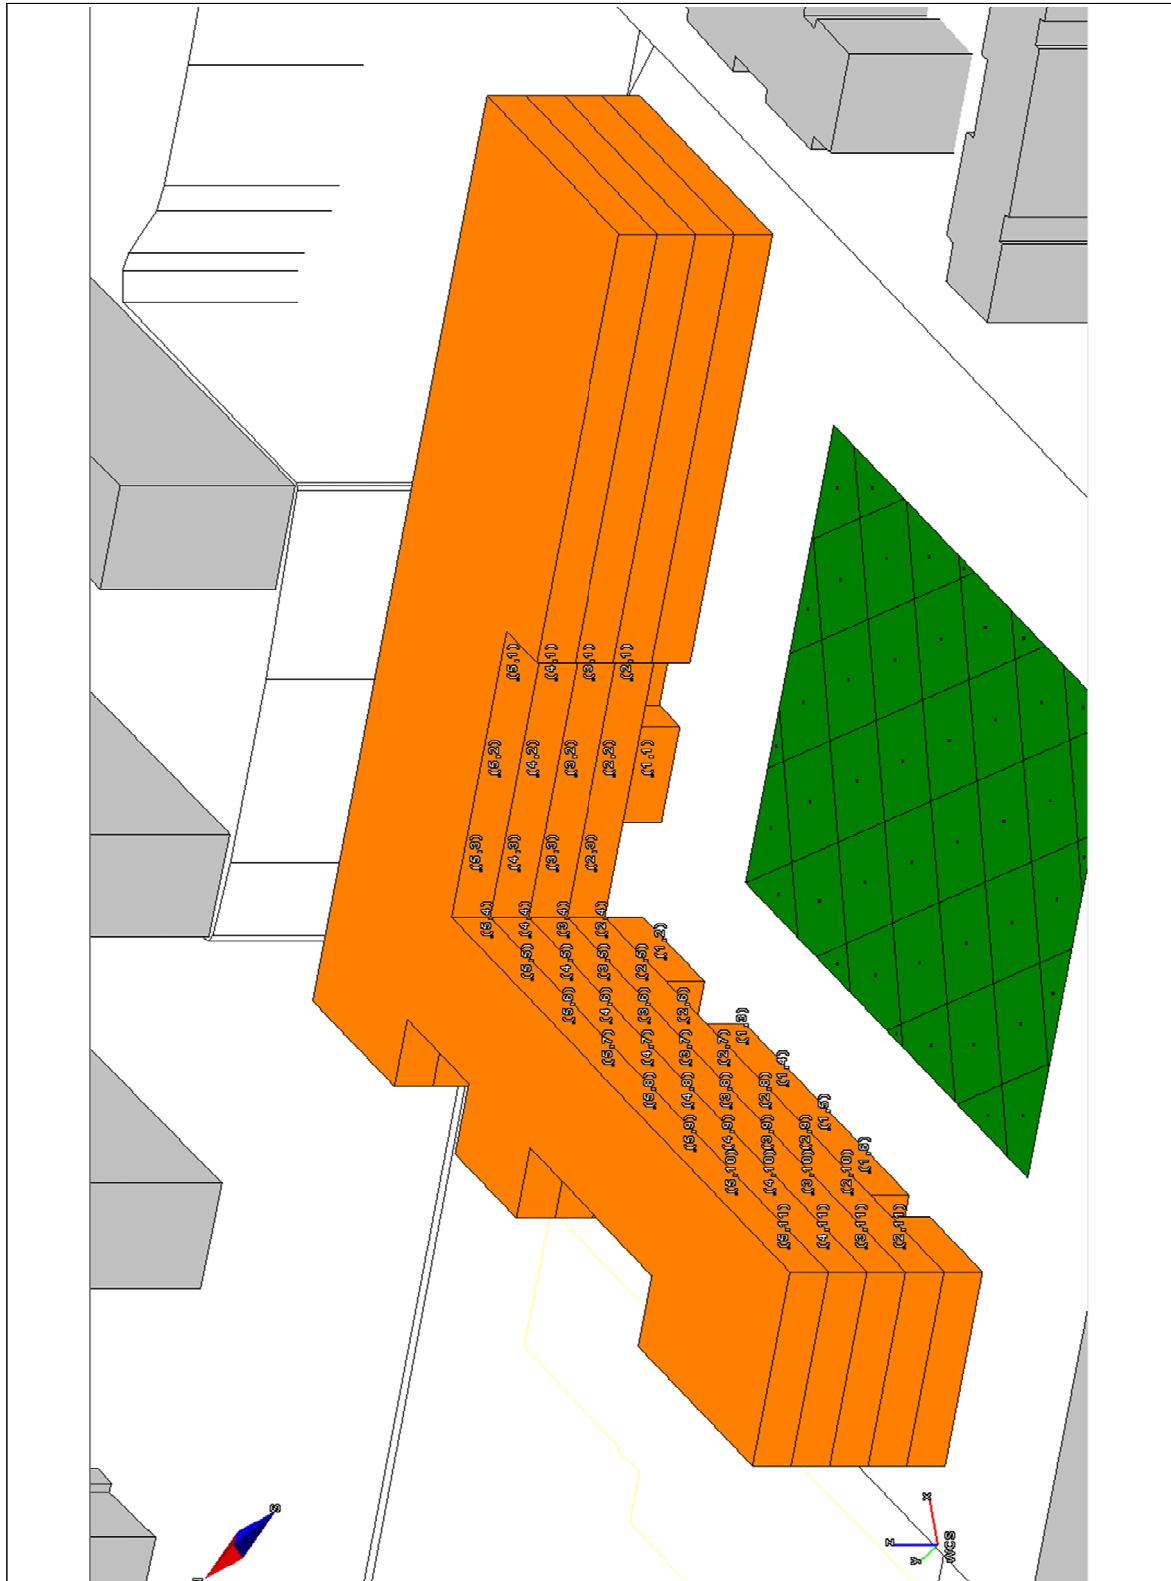 (5,1) (4,1) (3,1) (2,1)
(5,2) (4,2) (3,2) (2,2) (1,1)
(5,3) (4,3) (3,3) (2,3)
(5,4) (4,4) (3,4) (2,4)
(5,5) (4,5) (3,5) (2,5) (1,2)
(5,6) (4,6) (3,6) (2,6)
(5,7) (4,7) (3,7) (2,7) (1,3)
(5,8) (4,8) (3,8) (2,8) (1,4)
(5,9) (4,9) (3,9) (2,9) (1,5)
(5,10) (4,10) (3,10) (2,10) (1,6)
(5,11) (4,11) (3,11) (2,11)
S
Z
X
Y
WCS